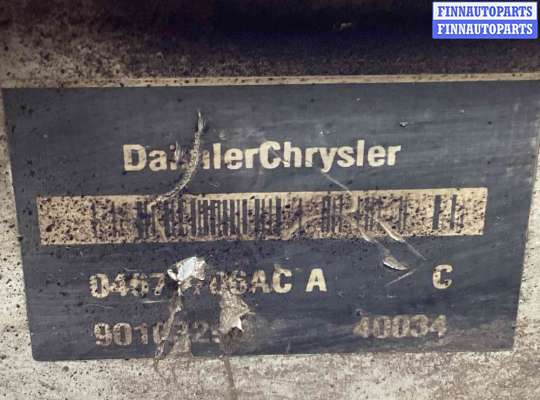 FINNAUTOPARTS
FINNAUTOPARTS
DaimlerChrysler
A C
40034